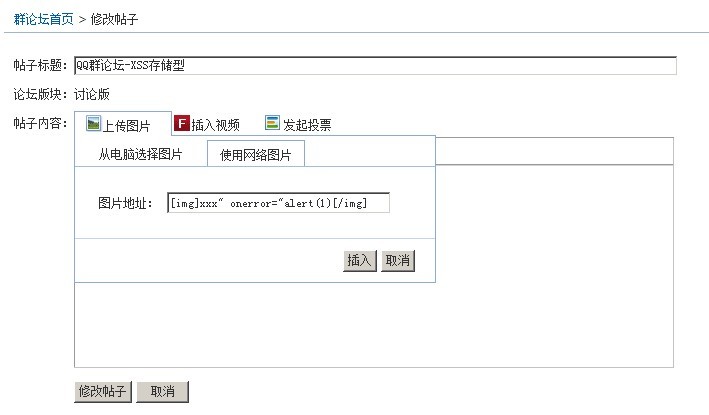 群论坛首页 > 修改帖子
帖子标题： QQ群论坛-XSS存储型
论坛版块： 讨论版
帖子内容： 上传图片 插入视频 发起投票
从电脑选择图片 使用网络图片
图片地址： [img]xxx" onerror="alert(1)[/img]
插入 取消
修改帖子 取消